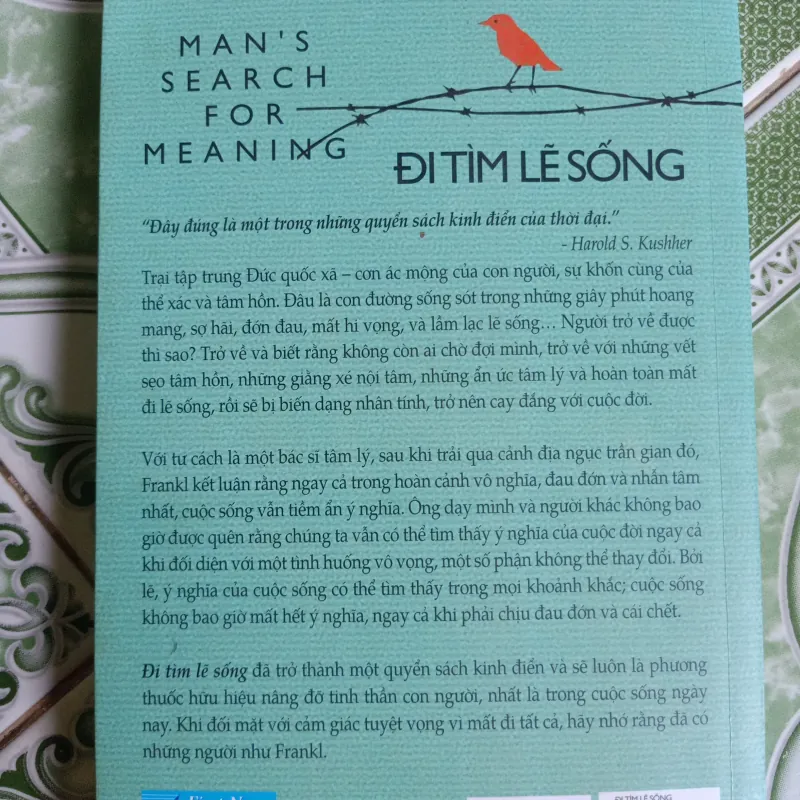 MAN'S
SEARCH
FOR
MEANING
ĐI TÌM LẼ SỐNG
“Đây đúng là một trong những quyển sách kinh điển của thời đại.”
- Harold S. Kushher
Trại tập trung Đức quốc xã – cơn ác mộng của con người, sự khốn cùng của
thể xác và tâm hồn. Đâu là con đường sống sót trong những giây phút hoang
mang, sợ hãi, đớn đau, mất hi vọng, và lầm lạc lẽ sống... Người trở về được
thì sao? Trở về và biết rằng không còn ai chờ đợi mình, trở về với những vết
sẹo tâm hồn, những giằng xé nội tâm, những ẩn ức tâm lý và hoàn toàn mất
đi lẽ sống, rồi sẽ bị biến dạng nhân tính, trở nên cay đắng với cuộc đời.
Với tư cách là một bác sĩ tâm lý, sau khi trải qua cảnh địa ngục trần gian đó,
Frankl kết luận rằng ngay cả trong hoàn cảnh vô nghĩa, đau đớn và nhẫn tâm
nhất, cuộc sống vẫn tiềm ẩn ý nghĩa. Ông dạy mình và người khác không bao
giờ được quên rằng chúng ta vẫn có thể tìm thấy ý nghĩa của cuộc đời ngay cả
khi đối diện với một tình huống vô vọng, một số phận không thể thay đổi. Bởi
lẽ, ý nghĩa của cuộc sống có thể tìm thấy trong mọi khoảnh khắc; cuộc sống
không bao giờ mất hết ý nghĩa, ngay cả khi phải chịu đau đớn và cái chết.
Đi tìm lẽ sống đã trở thành một quyển sách kinh điển và sẽ luôn là phương
thuốc hữu hiệu nâng đỡ tinh thần con người, nhất là trong cuộc sống ngày
nay. Khi đối mặt với cảm giác tuyệt vọng vì mất đi tất cả, hãy nhớ rằng đã có
những người như Frankl.
ĐI TÌM LẼ SỐNG